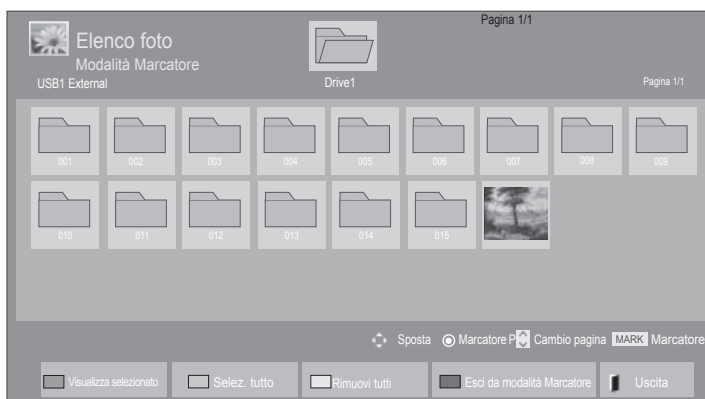 Pagina 1/1
Elenco foto
Modalità Marcatore
USB1 External
Drive1
Pagina 1/1
001 002 003 004 005 006 007 008 009
010 011 012 013 014 015
Sposta Marcatore P Cambio pagina MARK Marcatore
Visualizza selezionato Selez. tutto Rimuovi tutti Esci da modalità Marcatore Uscita